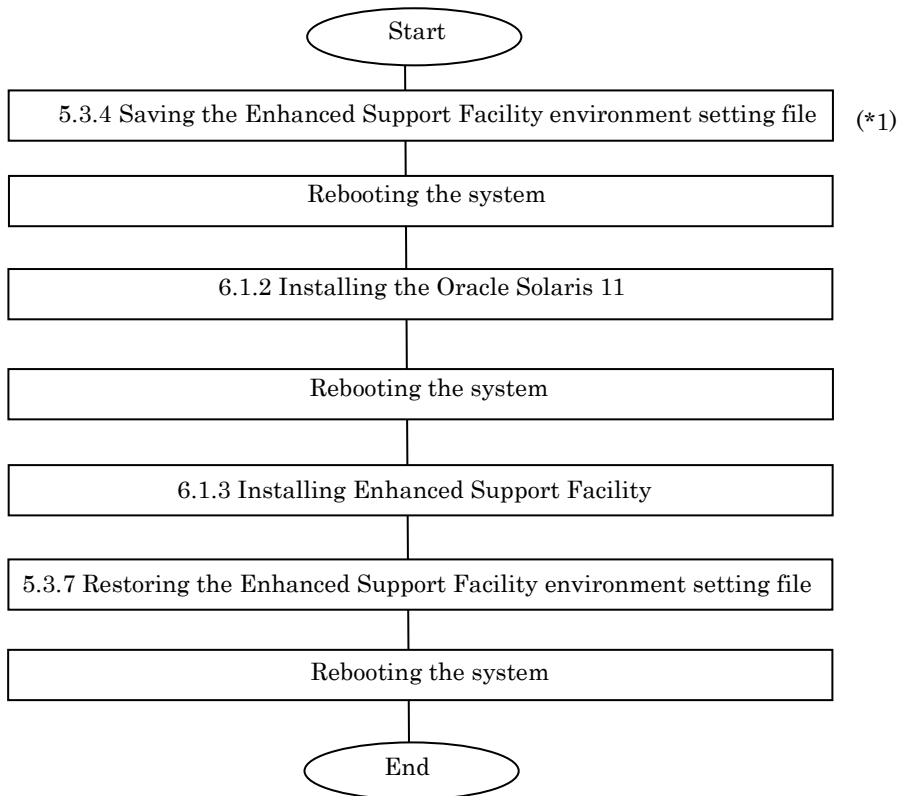 Start
5.3.4 Saving the Enhanced Support Facility environment setting file (*1)
Rebooting the system
6.1.2 Installing the Oracle Solaris 11
Rebooting the system
6.1.3 Installing Enhanced Support Facility
5.3.7 Restoring the Enhanced Support Facility environment setting file
Rebooting the system
End